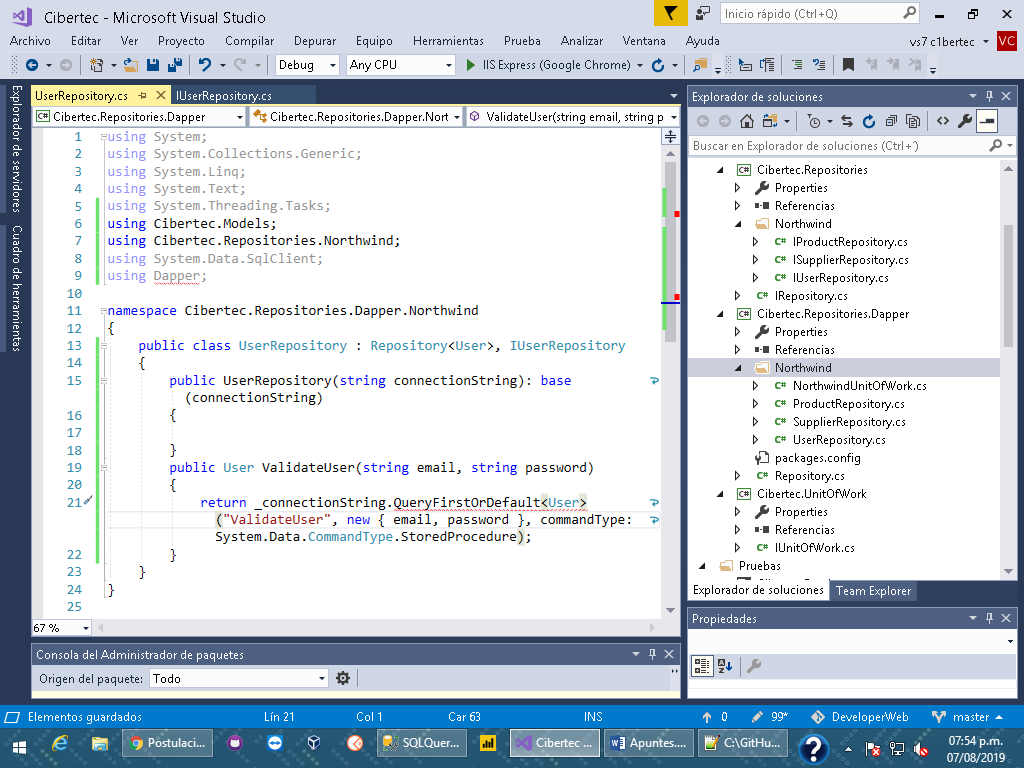 Cibertec - Microsoft Visual Studio
Inicio rápido (Ctrl+Q)
Archivo Editar Ver Proyecto Compilar Depurar Equipo Herramientas Prueba Analizar Ventana Ayuda
vs7 c1bertec VC
Debug Any CPU IIS Express (Google Chrome)
Explorador de servidores
Cuadro de herramientas
UserRepository.cs IUserRepository.cs
C# Cibertec.Repositories.Dapper Cibertec.Repositories.Dapper.Nort ValidateUser(string email, string p
1 using System;
2 using System.Collections.Generic;
3 using System.Linq;
4 using System.Text;
5 using System.Threading.Tasks;
6 using Cibertec.Models;
7 using Cibertec.Repositories.Northwind;
8 using System.Data.SqlClient;
9 using Dapper;
10
11 namespace Cibertec.Repositories.Dapper.Northwind
12 {
13 public class UserRepository : Repository<User>, IUserRepository
14 {
15 public UserRepository(string connectionString): base
(connectionString)
16 {
17
18 }
19 public User ValidateUser(string email, string password)
20 {
21 return _connectionString.QueryFirstOrDefault<User>
("ValidateUser", new { email, password }, commandType:
System.Data.CommandType.StoredProcedure);
22 }
23 }
24 }
25
67 %
Explorador de soluciones
Buscar en Explorador de soluciones (Ctrl+´)
C# Cibertec.Repositories
Properties
Referencias
Northwind
C# IProductRepository.cs
C# ISupplierRepository.cs
C# IUserRepository.cs
C# IRepository.cs
C# Cibertec.Repositories.Dapper
Properties
Referencias
Northwind
C# NorthwindUnitOfWork.cs
C# ProductRepository.cs
C# SupplierRepository.cs
C# UserRepository.cs
packages.config
C# Repository.cs
C# Cibertec.UnitOfWork
Properties
Referencias
C# IUnitOfWork.cs
Pruebas
Explorador de soluciones Team Explorer
Propiedades
Consola del Administrador de paquetes
Origen del paquete: Todo
Elementos guardados Lín 21 Col 1 Car 63 INS 0 99* DeveloperWeb master
Postulaci... SQLQuer... Cibertec ... Apuntes.... C:\GitHu...
07:54 p.m.
07/08/2019